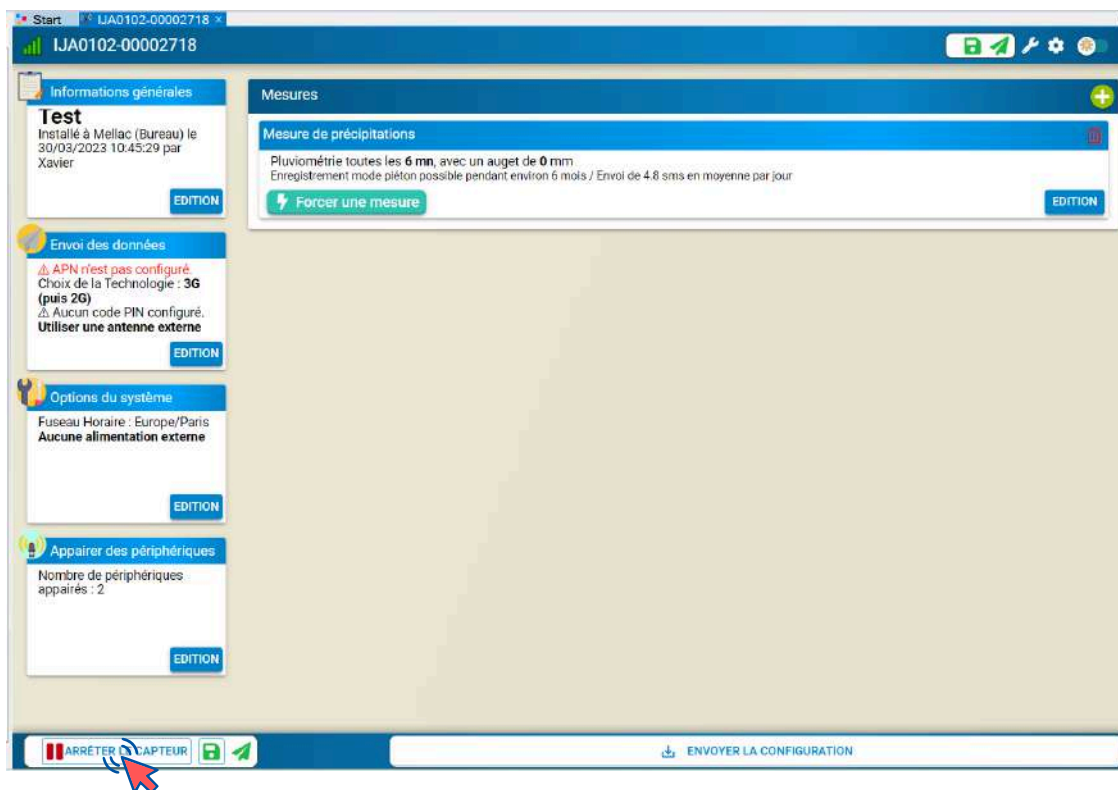 Start IJA0102-00002718 ×
IJA0102-00002718
Informations générales
Test
Installé à Mellac (Bureau) le
30/03/2023 10:45:29 par
Xavier
EDITION
Envoi des données
⚠ APN n'est pas configuré.
Choix de la Technologie : 3G
(puis 2G)
⚠ Aucun code PIN configuré.
Utiliser une antenne externe
EDITION
Options du système
Fuseau Horaire : Europe/Paris
Aucune alimentation externe
EDITION
Appairer des périphériques
Nombre de périphériques
appairés : 2
EDITION
Mesures
Mesure de précipitations
Pluviométrie toutes les 6 mn, avec un auget de 0 mm
Enregistrement mode piéton possible pendant environ 6 mois / Envoi de 4.8 sms en moyenne par jour
Forcer une mesure
EDITION
ARRÊTER LE CAPTEUR
ENVOYER LA CONFIGURATION